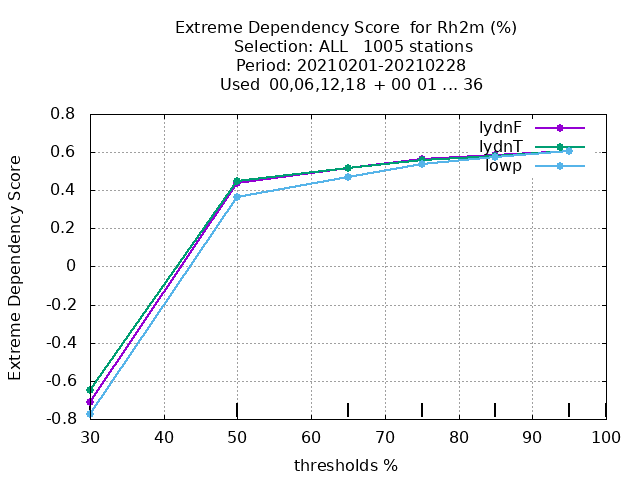 Extreme Dependency Score for Rh2m (%)
Selection: ALL 1005 stations
Period: 20210201-20210228
Used 00,06,12,18 + 00 01 ... 36
Extreme Dependency Score
0.8
0.6
0.4
0.2
0
-0.2
-0.4
-0.6
-0.8
lydnF
lydnT
lowp
30 40 50 60 70 80 90 100
thresholds %